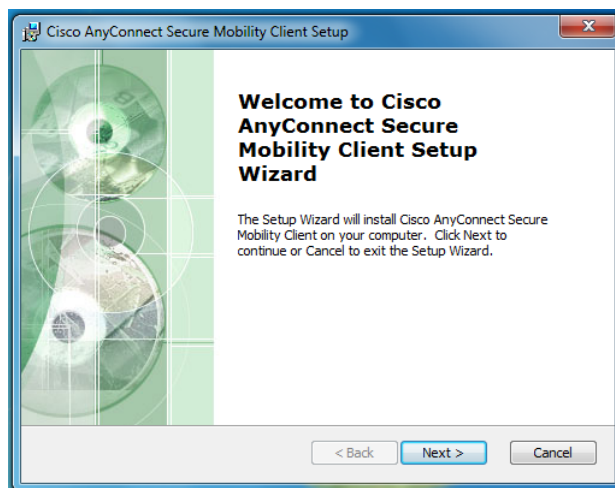 Cisco AnyConnect Secure Mobility Client Setup
Welcome to Cisco
AnyConnect Secure
Mobility Client Setup
Wizard
The Setup Wizard will install Cisco AnyConnect Secure
Mobility Client on your computer. Click Next to
continue or Cancel to exit the Setup Wizard.
< Back Next > Cancel